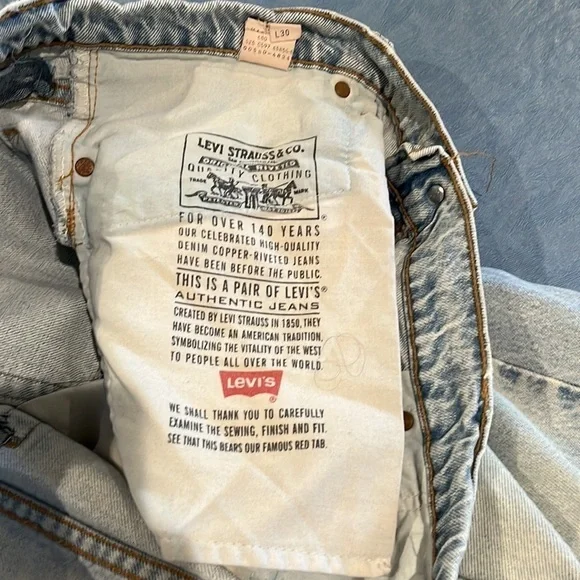 L30
LEVI STRAUSS & CO.
QUALITY CLOTHING
TRADE MARK
FOR OVER 140 YEARS
OUR CELEBRATED HIGH-QUALITY
DENIM COPPER-RIVETED JEANS
HAVE BEEN BEFORE THE PUBLIC.
THIS IS A PAIR OF LEVI'S®
AUTHENTIC JEANS
CREATED BY LEVI STRAUSS IN 1850, THEY
HAVE BECOME AN AMERICAN TRADITION,
SYMBOLIZING THE VITALITY OF THE WEST
TO PEOPLE ALL OVER THE WORLD.
LEVI'S
®
WE SHALL THANK YOU TO CAREFULLY
EXAMINE THE SEWING, FINISH AND FIT.
SEE THAT THIS BEARS OUR FAMOUS RED TAB.